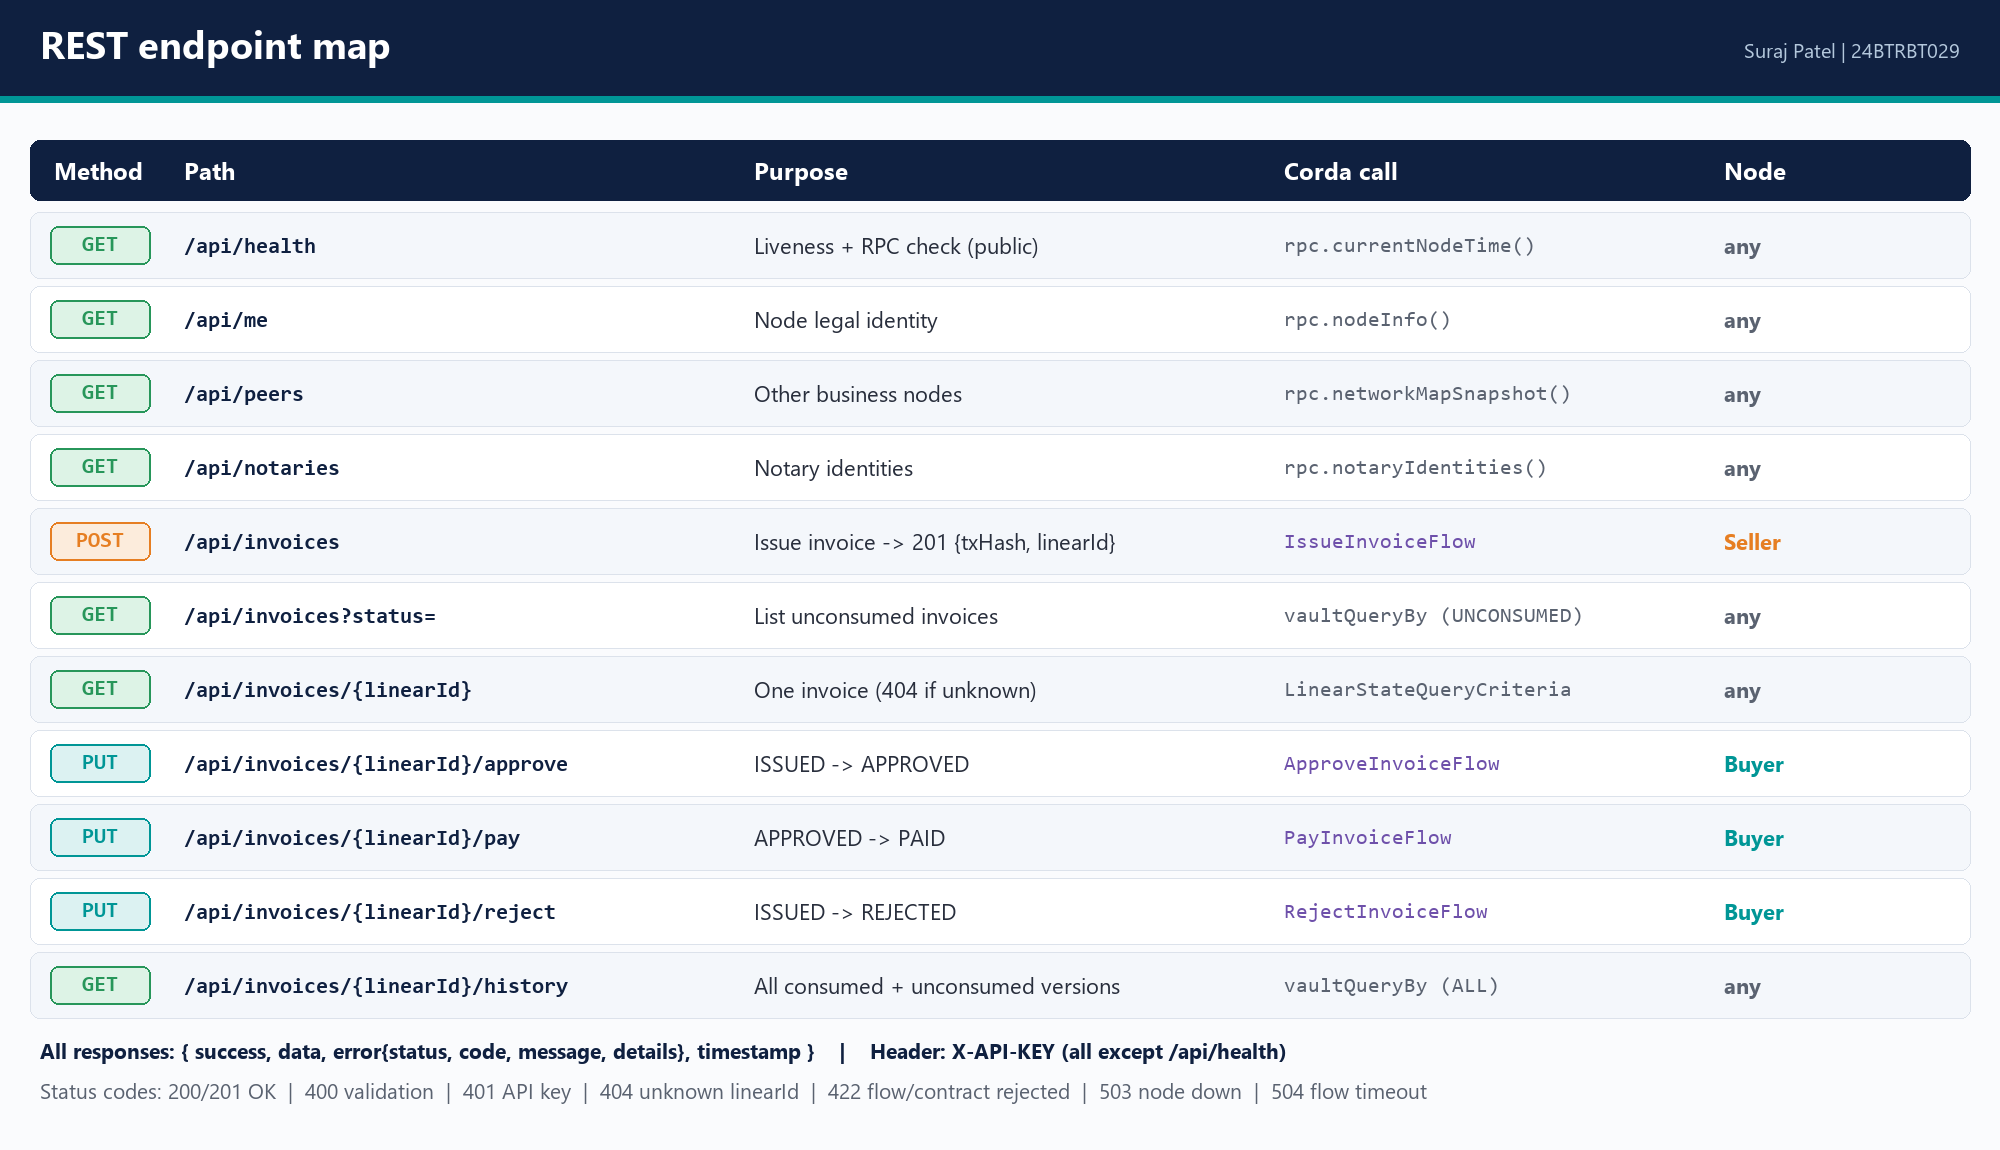 REST endpoint map
Suraj Patel | 24BTRBT029
Method Path Purpose Corda call Node
GET /api/health Liveness + RPC check (public) rpc.currentNodeTime() any
GET /api/me Node legal identity rpc.nodeInfo() any
GET /api/peers Other business nodes rpc.networkMapSnapshot() any
GET /api/notaries Notary identities rpc.notaryIdentities() any
POST /api/invoices Issue invoice -> 201 {txHash, linearId} IssueInvoiceFlow Seller
GET /api/invoices?status= List unconsumed invoices vaultQueryBy (UNCONSUMED) any
GET /api/invoices/{linearId} One invoice (404 if unknown) LinearStateQueryCriteria any
PUT /api/invoices/{linearId}/approve ISSUED -> APPROVED ApproveInvoiceFlow Buyer
PUT /api/invoices/{linearId}/pay APPROVED -> PAID PayInvoiceFlow Buyer
PUT /api/invoices/{linearId}/reject ISSUED -> REJECTED RejectInvoiceFlow Buyer
GET /api/invoices/{linearId}/history All consumed + unconsumed versions vaultQueryBy (ALL) any
All responses: { success, data, error{status, code, message, details}, timestamp } | Header: X-API-KEY (all except /api/health)
Status codes: 200/201 OK | 400 validation | 401 API key | 404 unknown linearId | 422 flow/contract rejected | 503 node down | 504 flow timeout